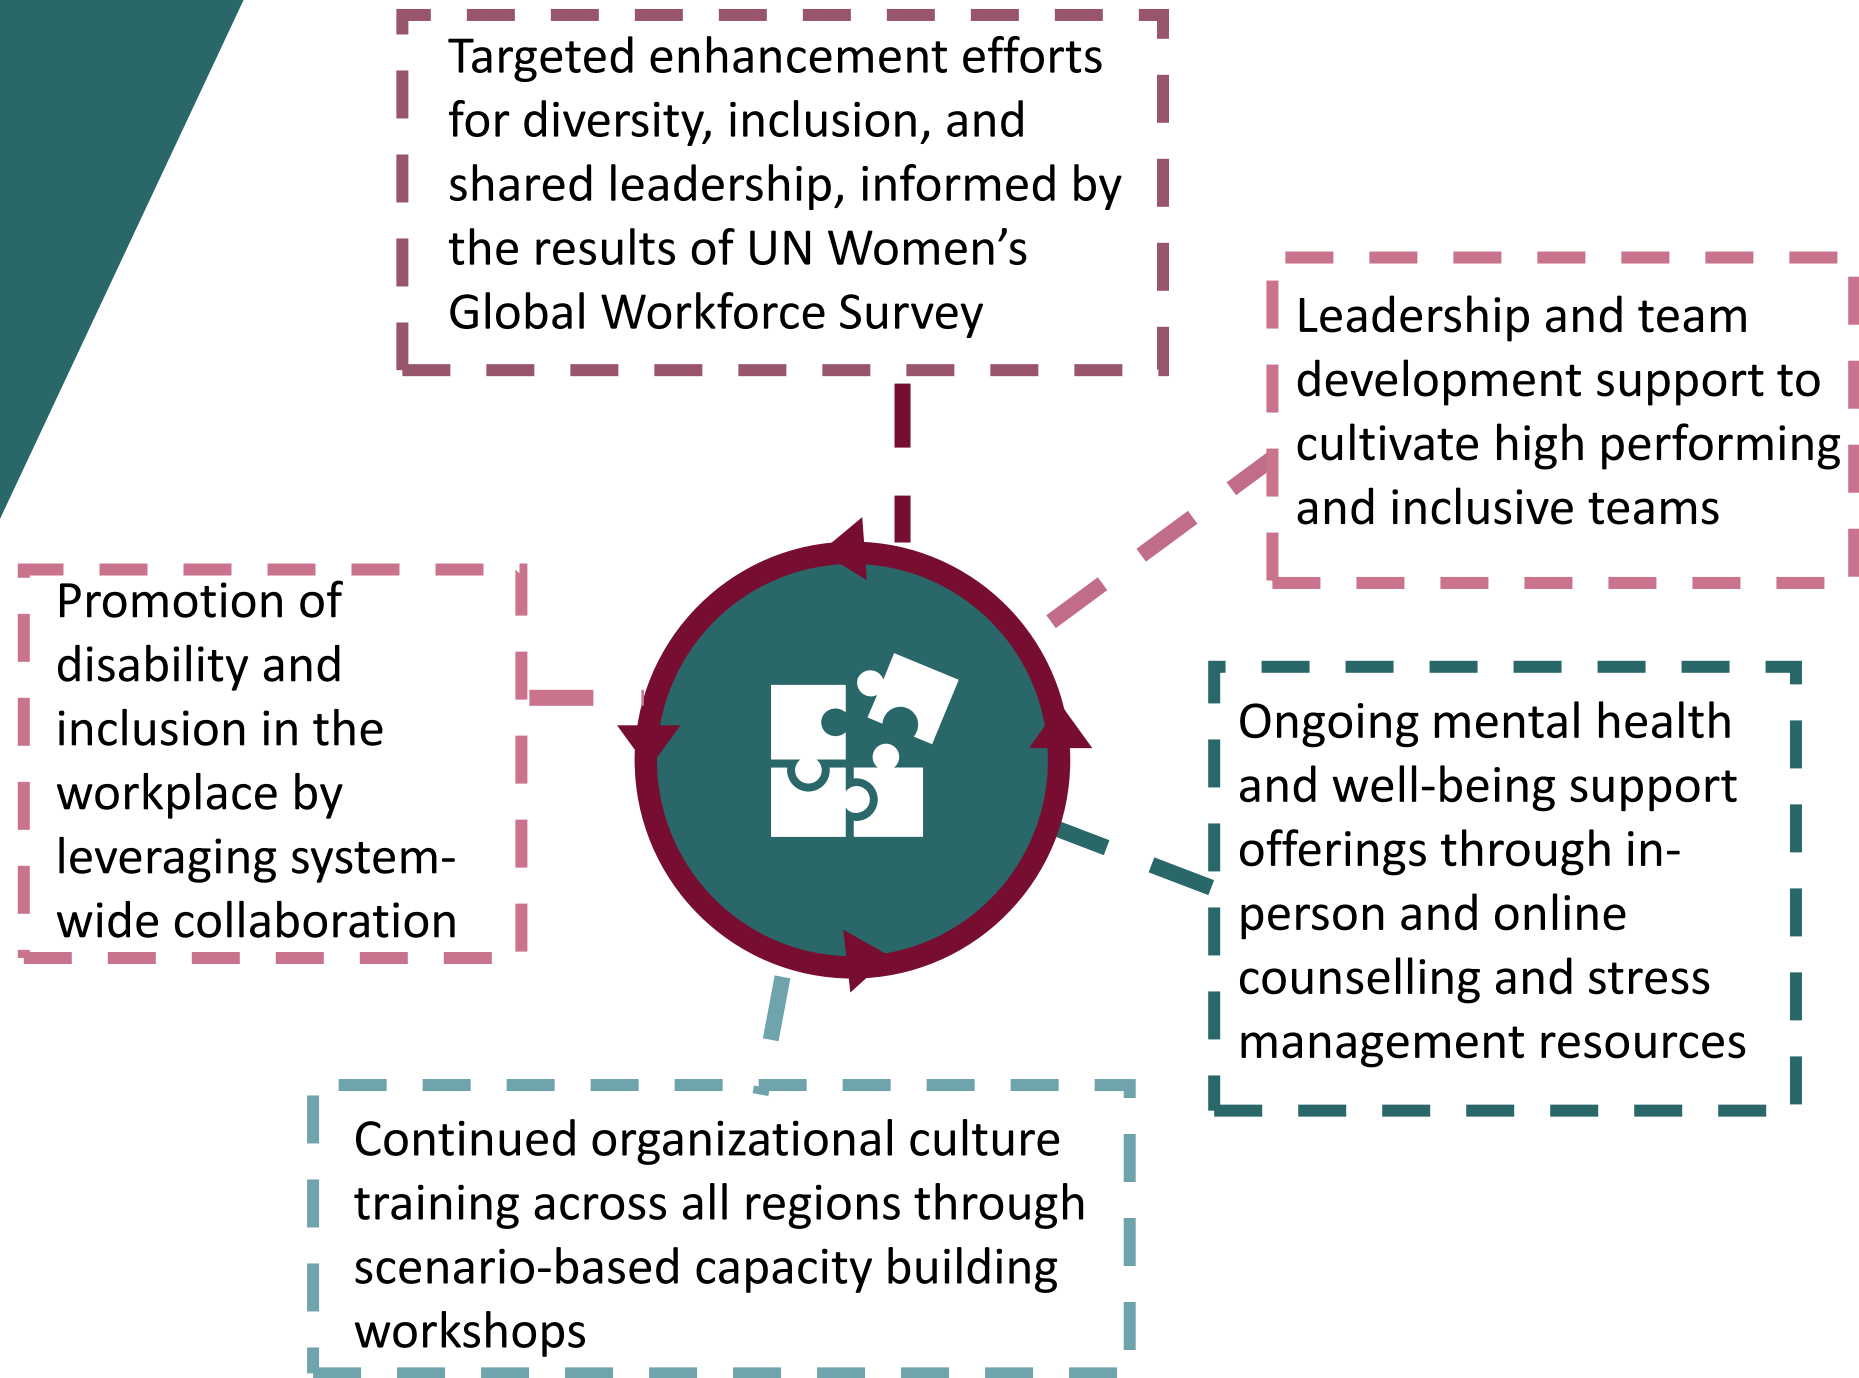 Targeted enhancement efforts
for diversity, inclusion, and
shared leadership, informed by
the results of UN Women’s
Global Workforce Survey
Leadership and team
development support to
cultivate high performing
and inclusive teams
Promotion of
disability and
inclusion in the
workplace by
leveraging system-
wide collaboration
Ongoing mental health
and well-being support
offerings through in-
person and online
counselling and stress
management resources
Continued organizational culture
training across all regions through
scenario-based capacity building
workshops